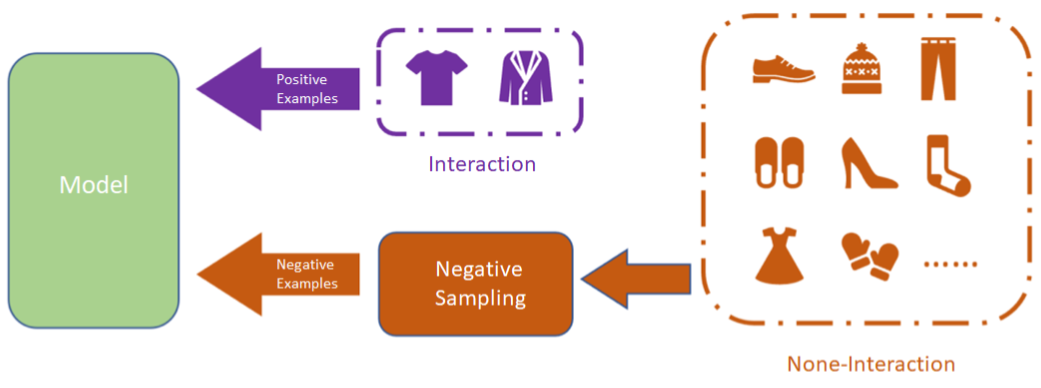 Positive
Examples
Interaction
Model
Negative
Examples
Negative
Sampling
......
None-Interaction